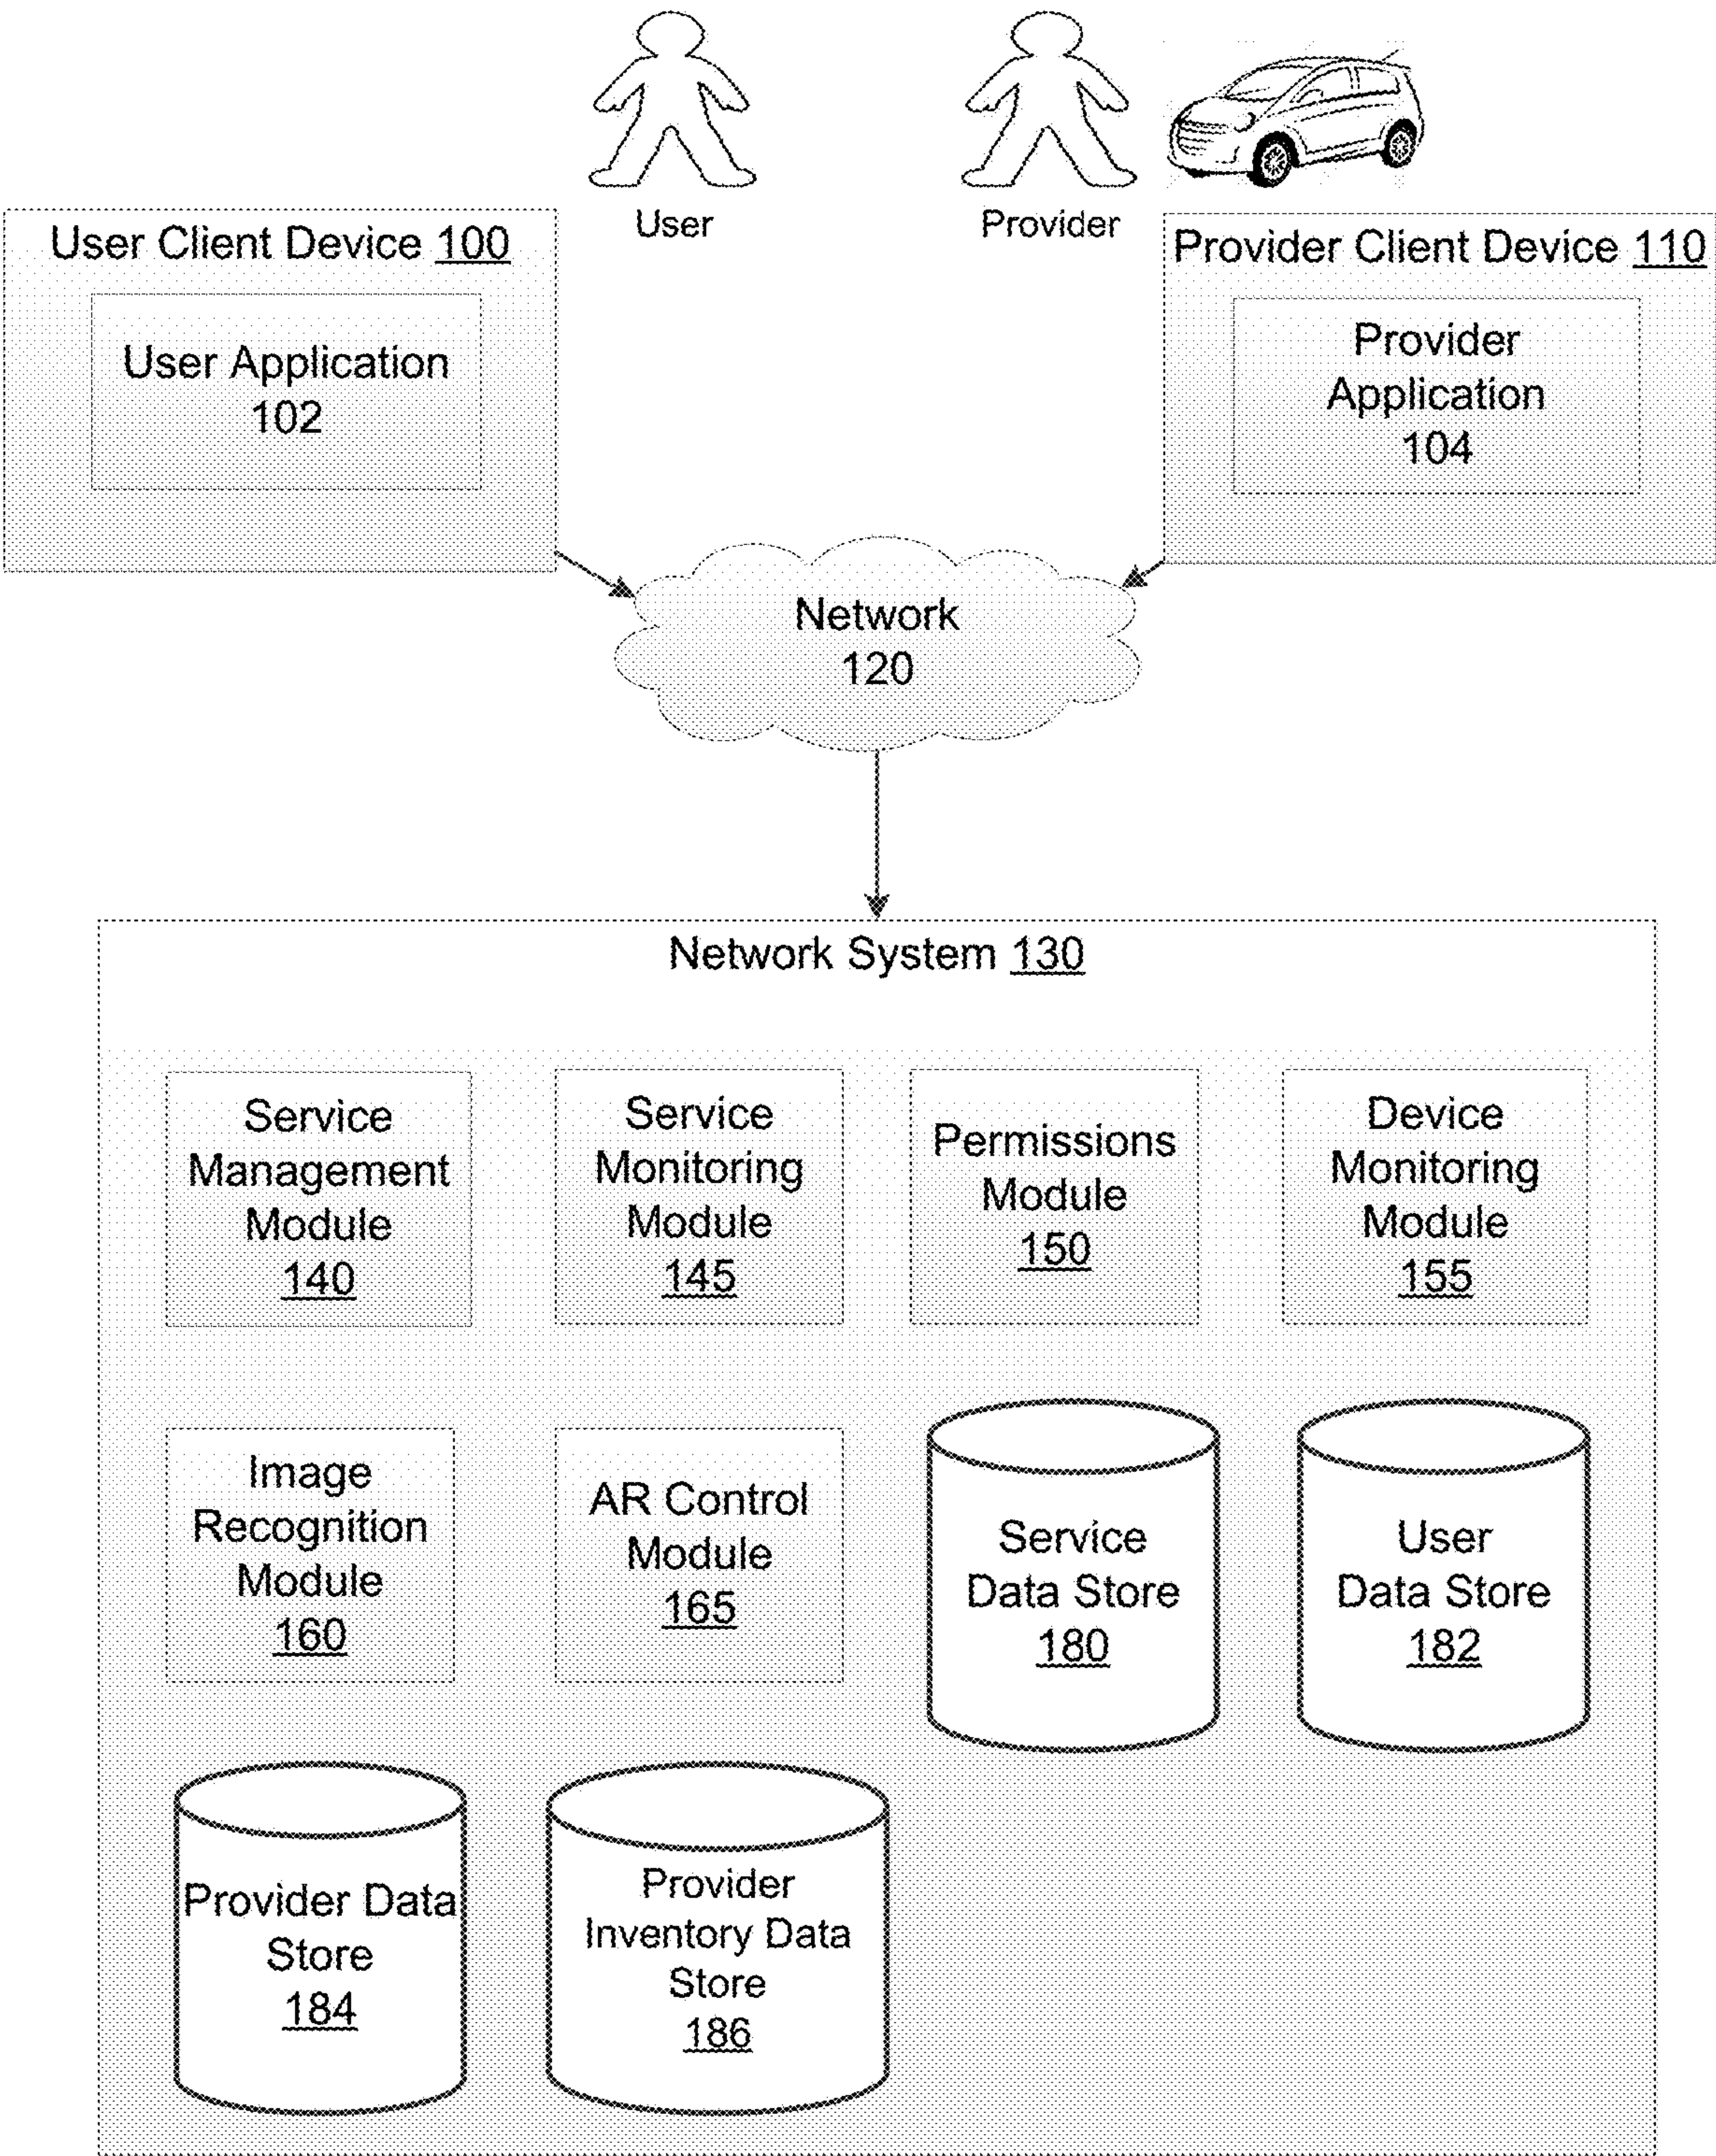 User
Provider
User Client Device 100
User Application
102
Provider Client Device 110
Provider
Application
104
Network
120
Network System 130
Service
Management
Module
140
Service
Monitoring
Module
145
Permissions
Module
150
Device
Monitoring
Module
155
Image
Recognition
Module
160
AR Control
Module
165
Service
Data Store
180
User
Data Store
182
Provider Data
Store
184
Provider
Inventory Data
Store
186